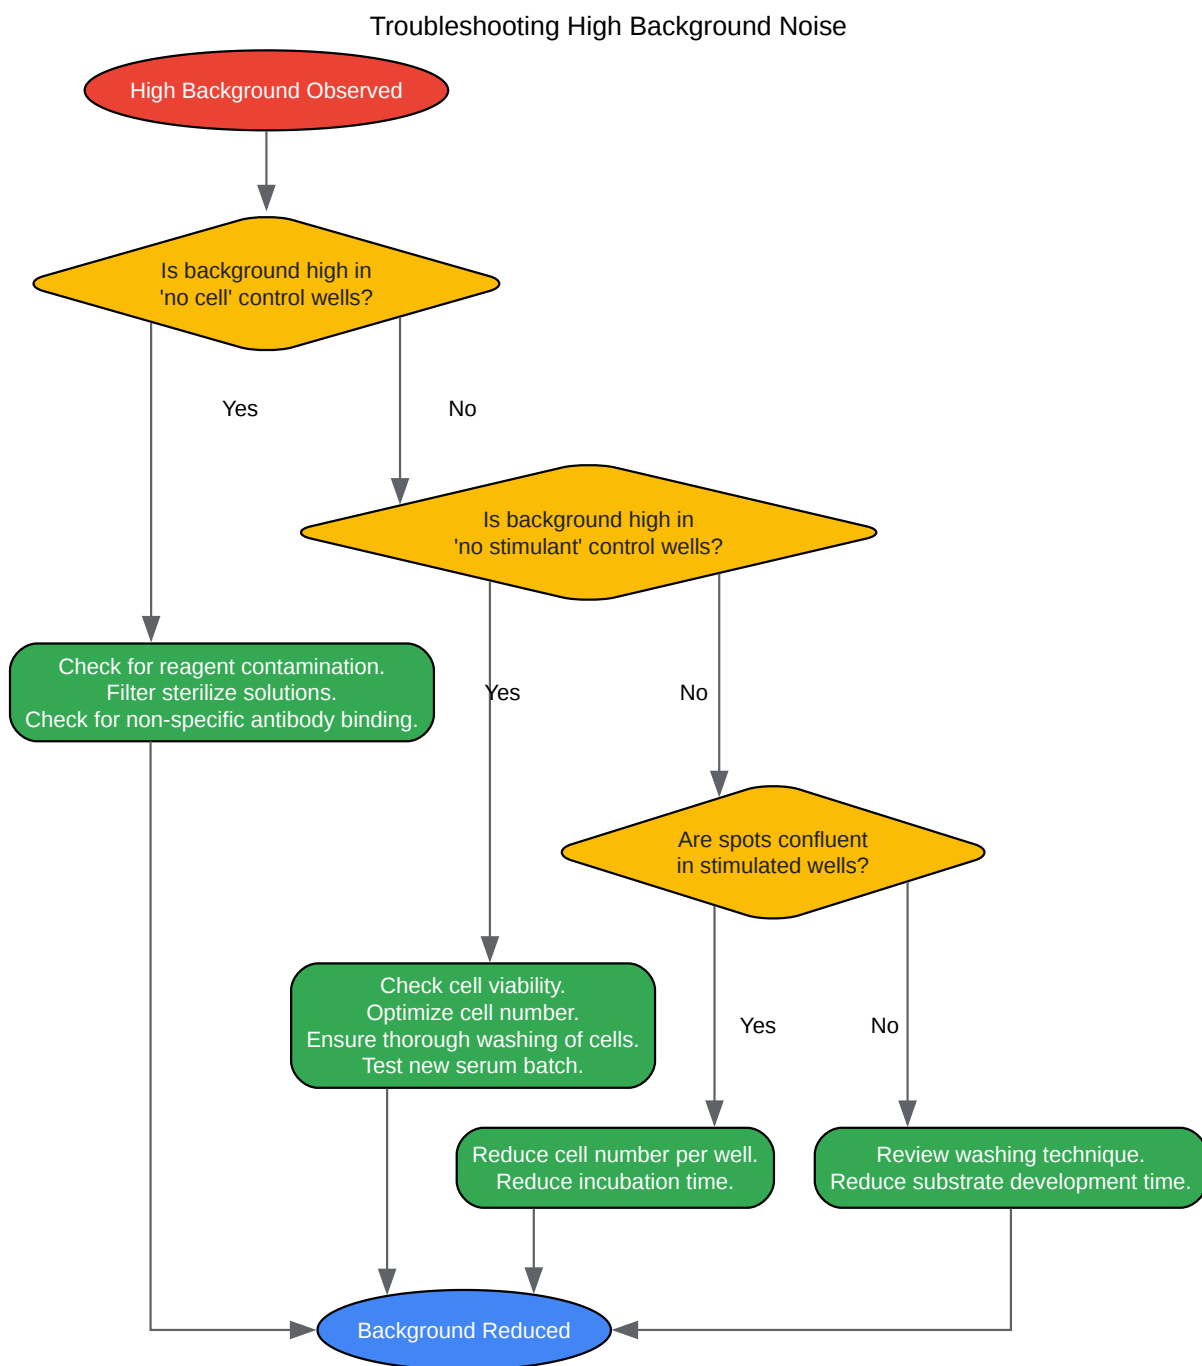 Troubleshooting High Background Noise
High Background Observed
Is background high in
'no cell' control wells?
Yes
No
Is background high in
'no stimulant' control wells?
Check for reagent contamination.
Filter sterilize solutions.
Check for non-specific antibody binding.
Yes
No
Are spots confluent
in stimulated wells?
Check cell viability.
Optimize cell number.
Ensure thorough washing of cells.
Test new serum batch.
Yes
No
Reduce cell number per well.
Reduce incubation time.
Review washing technique.
Reduce substrate development time.
Background Reduced